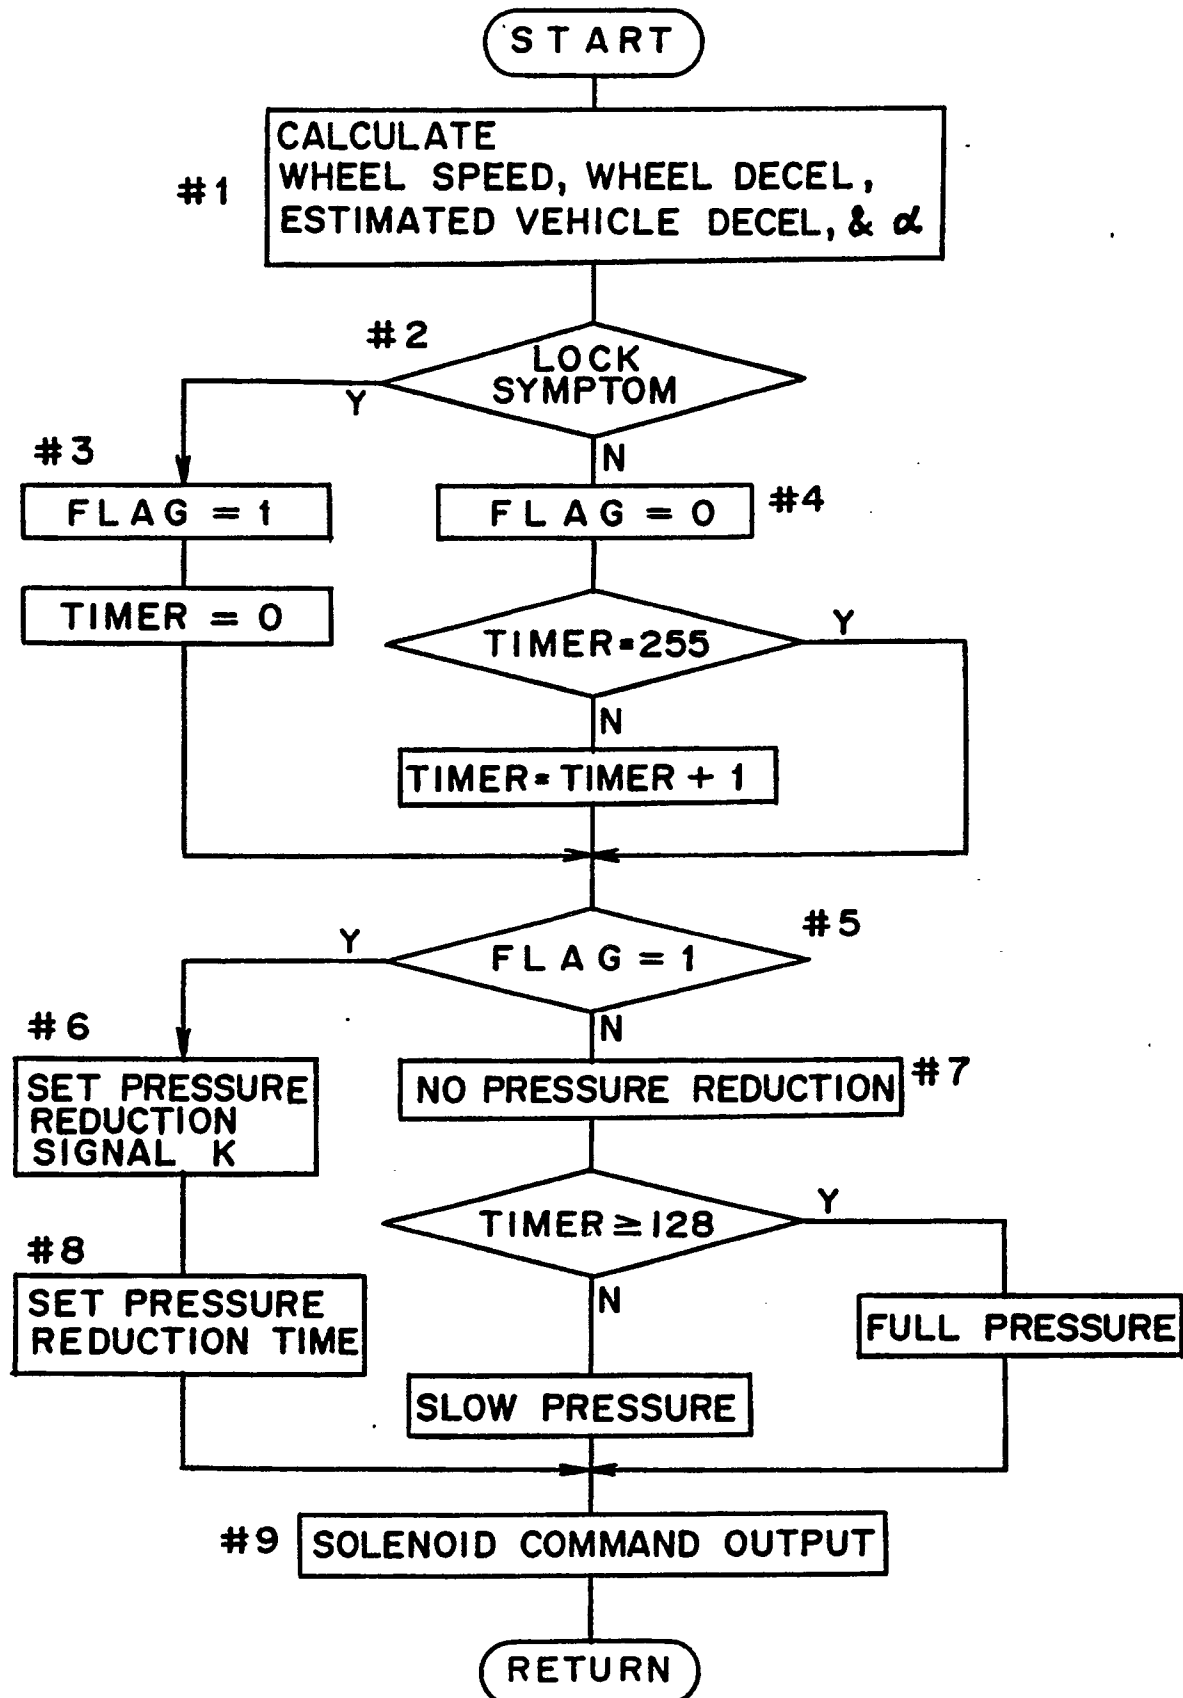 START
#1
CALCULATE
WHEEL SPEED, WHEEL DECEL,
ESTIMATED VEHICLE DECEL, & α
#2
LOCK
SYMPTOM
Y
N
#3
FLAG = 1
FLAG = 0
#4
TIMER = 0
TIMER=255
Y
N
TIMER=TIMER + 1
#5
FLAG = 1
Y
N
#6
SET PRESSURE
REDUCTION
SIGNAL K
NO PRESSURE REDUCTION
#7
TIMER≥128
Y
N
#8
SET PRESSURE
REDUCTION TIME
FULL PRESSURE
SLOW PRESSURE
#9
SOLENOID COMMAND OUTPUT
RETURN